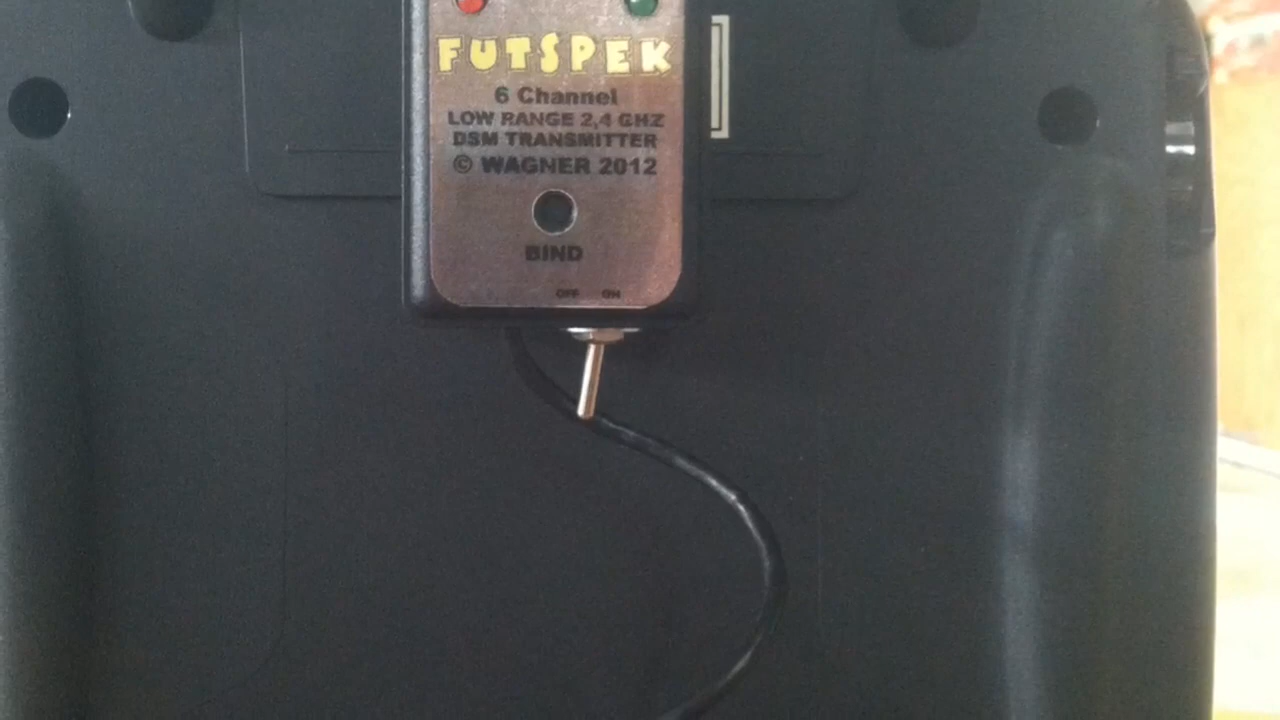 FUTSPEK
6 Channel
LOW RANGE 2,4 GHZ
DSM TRANSMITTER
© WAGNER 2012
BIND
OFF ON